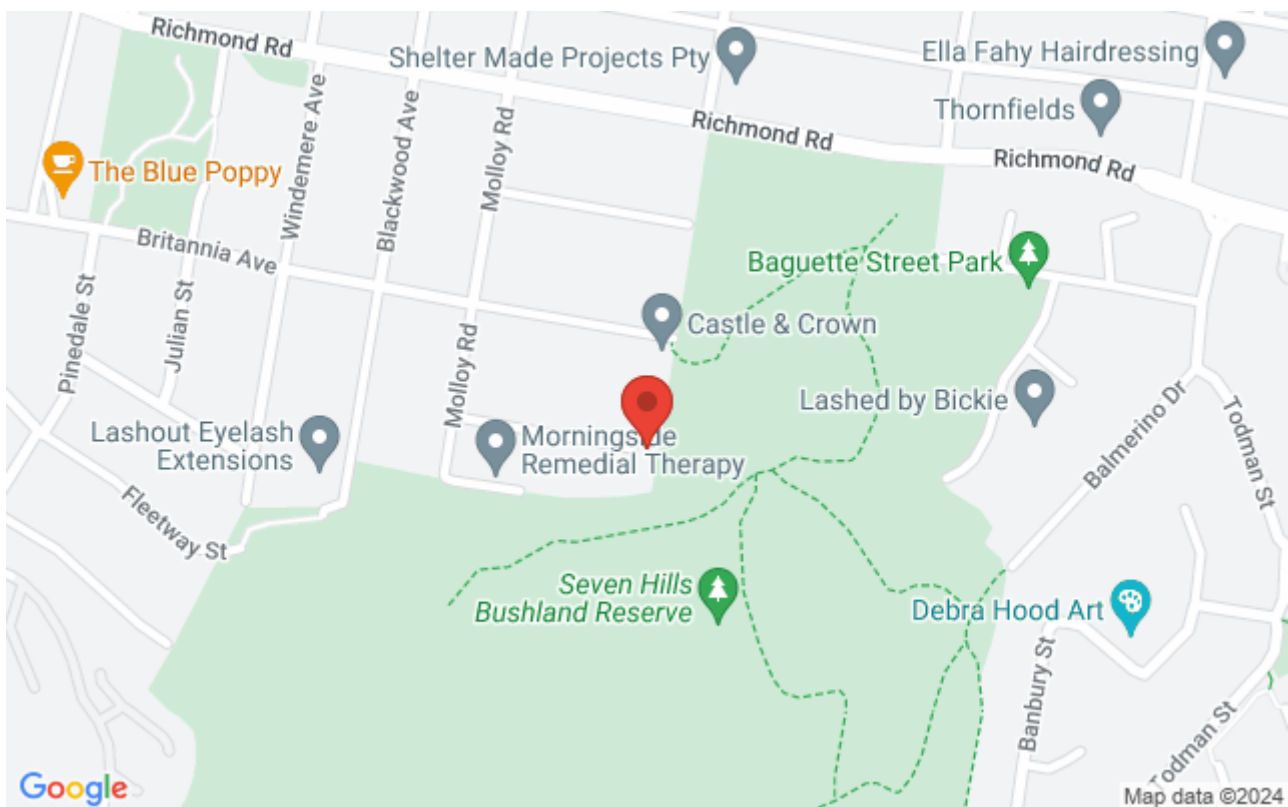 Richmond Rd
Shelter Made Projects Pty
Ella Fahy Hairdressing
Thornfields
Richmond Rd
Richmond Rd
The Blue Poppy
Windemere Ave
Blackwood Ave
Molloy Rd
Britannia Ave
Baguette Street Park
Pinedale St
Julian St
Castle & Crown
Molloy Rd
Lashed by Bickie
Lashout Eyelash
Extensions
Morningside
Remedial Therapy
Balmerino Dr
Todman St
Fleetway St
Seven Hills
Bushland Reserve
Debra Hood Art
Banbury St
Todman St
Google
Map data ©2024